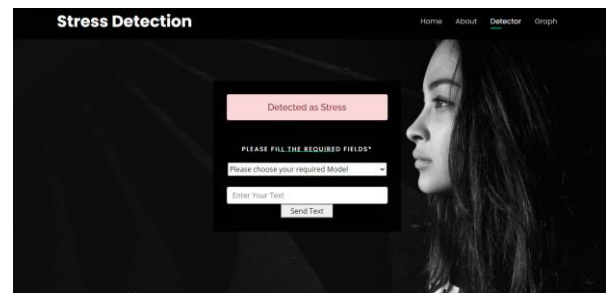 Stress Detection
Home About Detector Graph
Detected as Stress
PLEASE FILL THE REQUIRED FIELDS*
Please choose your required Model
Enter Your Text
Send Text